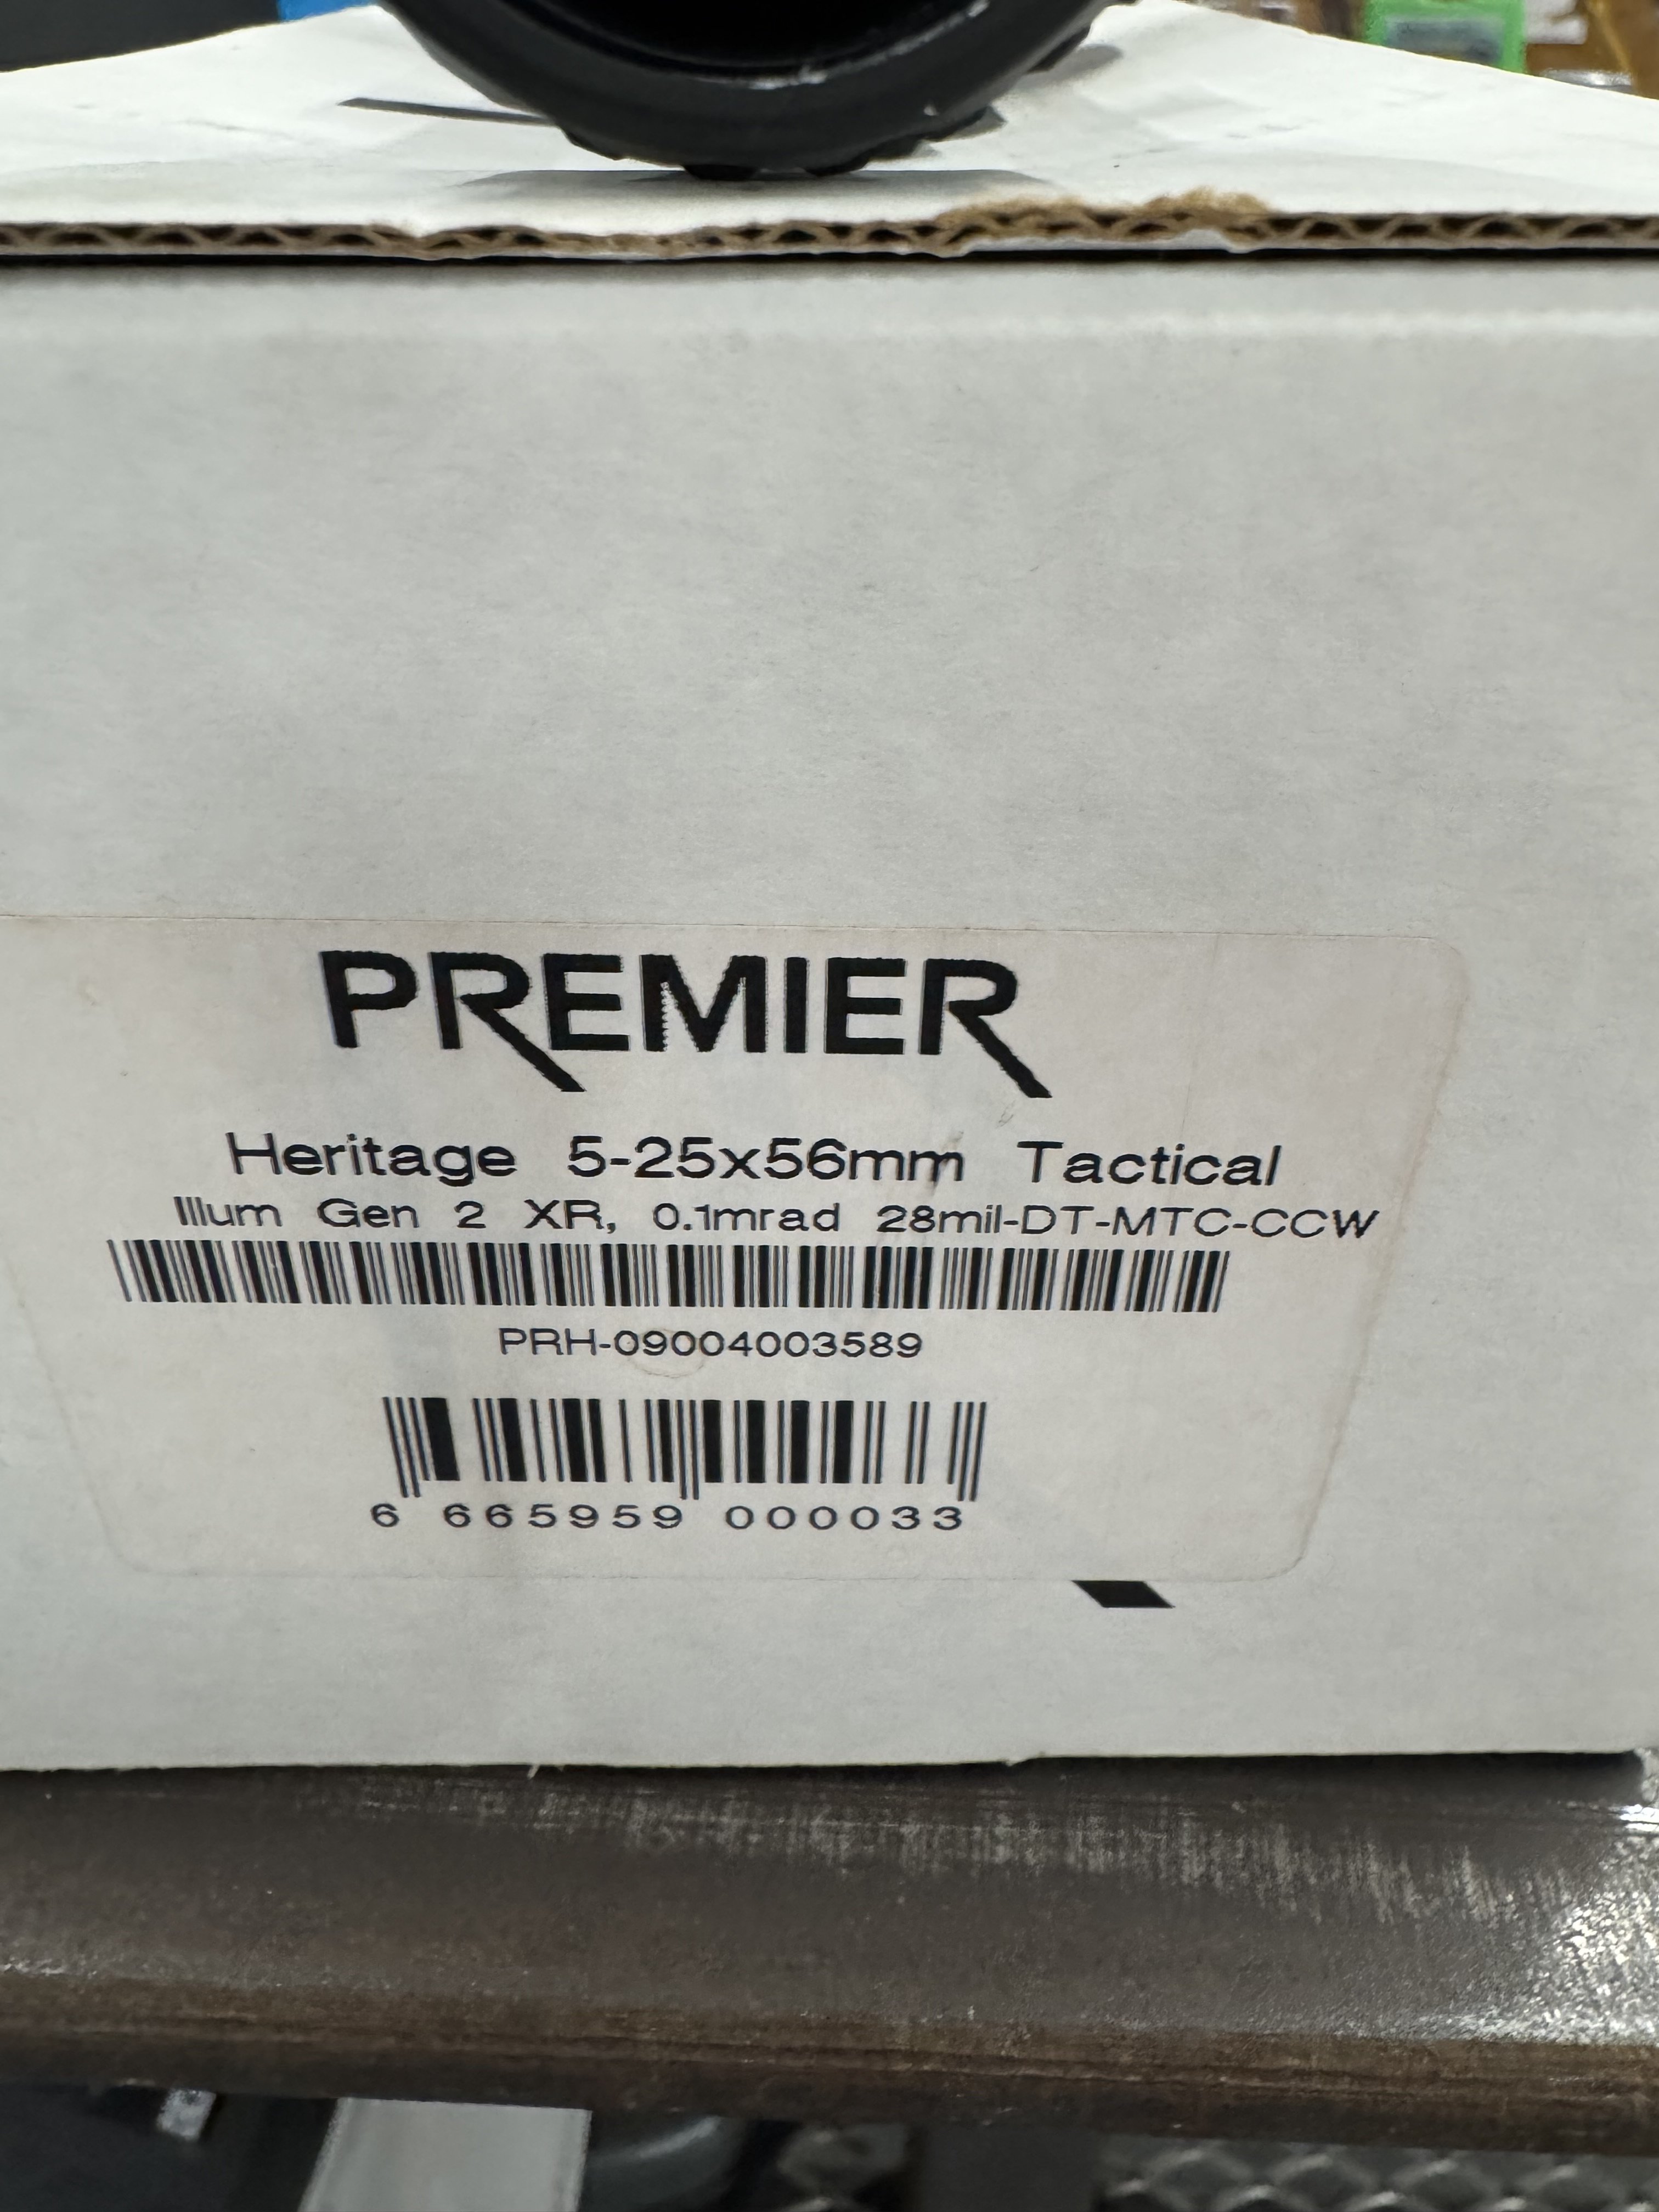 PREMIER
Heritage 5-25x56mm Tactical
Illum Gen 2 XR, 0.1mrad 28mil-DT-MTC-CCW
PRH-09004003589
6 665959 000033